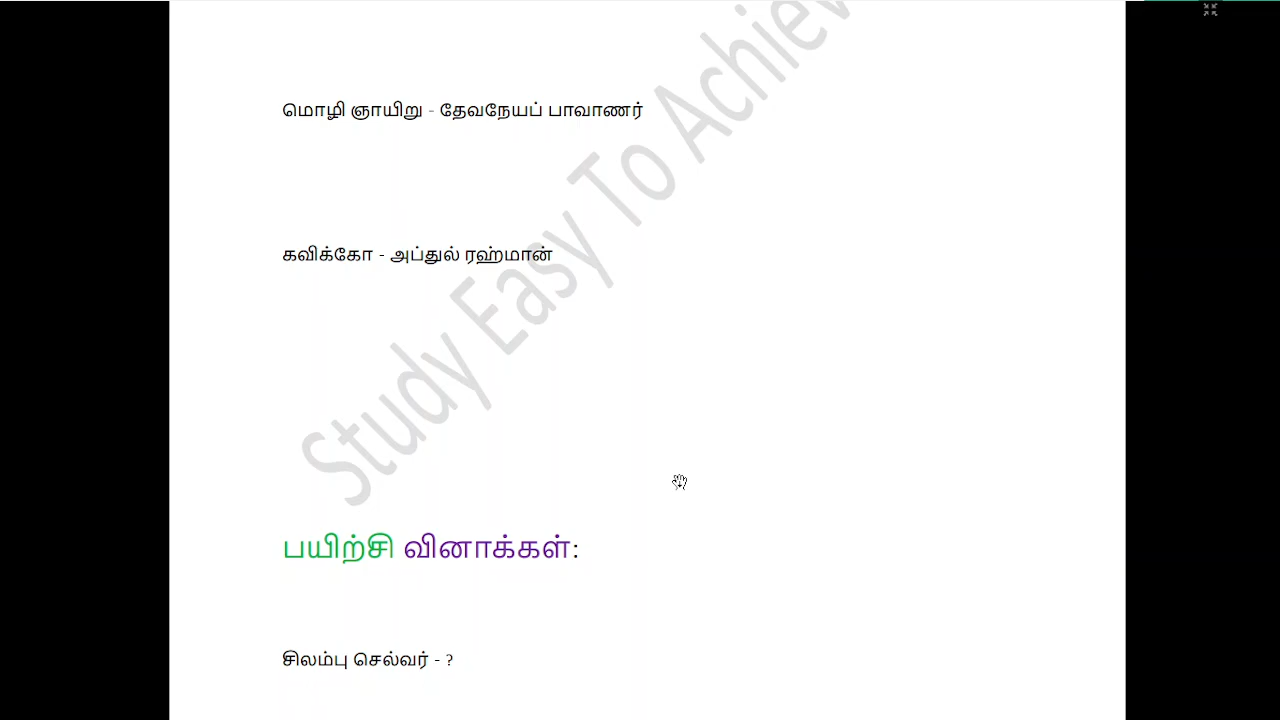 மொழி ஞாயிறு - தேவநேயப் பாவாணர்
கவிக்கோ - அப்துல் ரஹ்மான்
Study Easy To Achiev
பயிற்சி வினாக்கள்:
சிலம்பு செல்வர் - ?